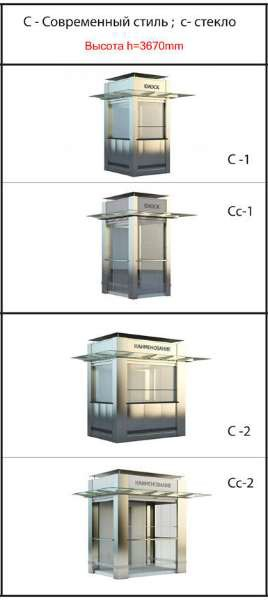 С - Современный стиль ; с- стекло
Высота h=3670mm
КИОСК
С -1
КИОСК
Сс-1
НАИМЕНОВАНИЕ
С -2
Сс-2
НАИМЕНОВАНИЕ